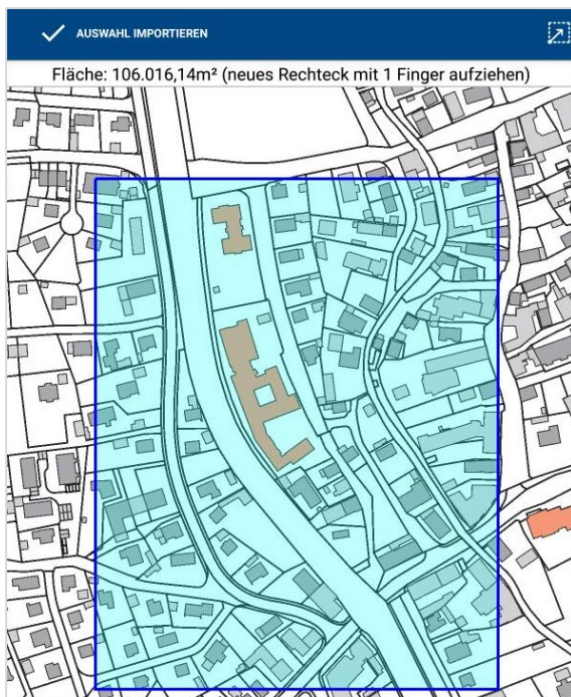 AUSWAHL IMPORTIEREN
Fläche: 106.016,14m² (neues Rechteck mit 1 Finger aufziehen)